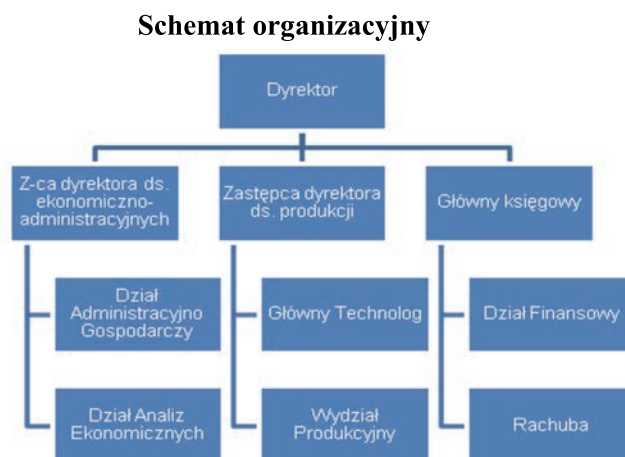 Schemat organizacyjny
Dyrektor
Z-ca dyrektora ds.
ekonomiczno-
administracyjnych
Zastępca dyrektora
ds. produkcji
Główny księgowy
Dział
Administracyjno
Gospodarczy
Główny Technolog
Dział Finansowy
Dział Analiz
Ekonomicznych
Wydział
Produkcyjny
Rachuba